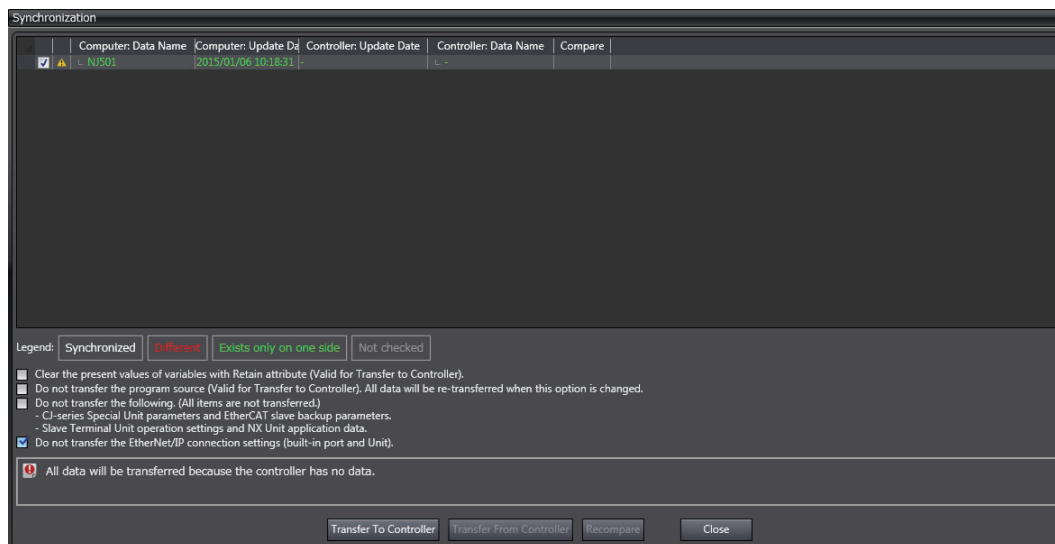 Synchronization
Computer: Data Name Computer: Update Da Controller: Update Date Controller: Data Name Compare
NJ501 2015/01/06 10:18:31 - -
Legend: Synchronized Different Exists only on one side Not checked
Clear the present values of variables with Retain attribute (Valid for Transfer to Controller).
Do not transfer the program source (Valid for Transfer to Controller). All data will be re-transferred when this option is changed.
Do not transfer the following. (All items are not transferred.)
- CJ-series Special Unit parameters and EtherCAT slave backup parameters.
- Slave Terminal Unit operation settings and NX Unit application data.
Do not transfer the EtherNet/IP connection settings (built-in port and Unit).
All data will be transferred because the controller has no data.
Transfer To Controller Transfer From Controller Recompare Close